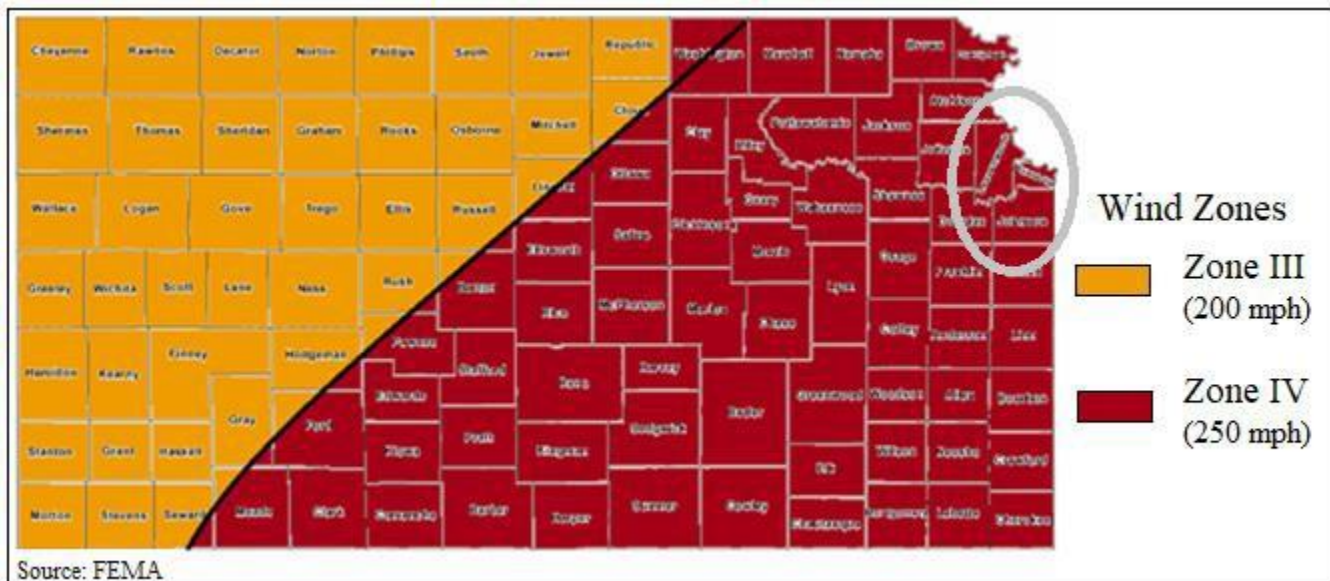 Cheyenne Rawlins Decatur Norton Phillips Smith Jewell Republic Washington Marshall Nemaha Brown
Atchison
Sherman Thomas Sheridan Graham Rooks Osborne Mitchell Clay Riley Pottawatomie Jackson
Ottawa
Wallace Logan Gove Trego Ellis Russell Geary Wabaunsee Shawnee Douglas Johnson
Wind Zones
Ellsworth Saline Dickinson Morris Osage Franklin
Greeley Wichita Scott Lane Ness Rush Barton Lyon
Zone III
(200 mph)
Rice McPherson Marion Chase Coffey Anderson Linn
Hamilton Kearny Finney Hodgeman Pawnee Stafford Reno Harvey
Zone IV
(250 mph)
Gray Ford Edwards Sedgwick Butler Greenwood Woodson Allen Bourbon
Stanton Grant Haskell Kiowa Pratt Kingman Elk Wilson Neosho Crawford
Morton Stevens Seward Meade Clark Comanche Barber Harper Sumner Cowley Chautauqua Montgomery Labette Cherokee
Source: FEMA